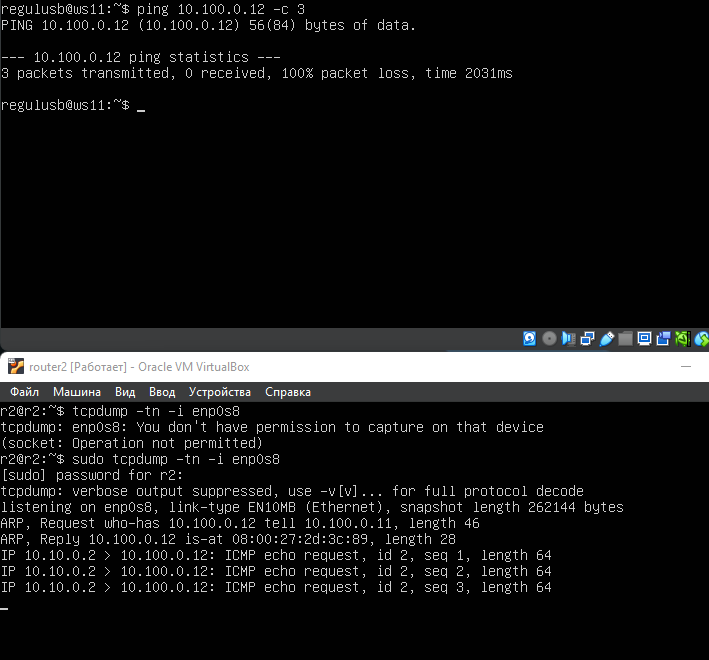 regulusb@ws11:~$ ping 10.100.0.12 -c 3
PING 10.100.0.12 (10.100.0.12) 56(84) bytes of data.
--- 10.100.0.12 ping statistics ---
3 packets transmitted, 0 received, 100% packet loss, time 2031ms
regulusb@ws11:~$ _
router2 [Работает] - Oracle VM VirtualBox
Файл Машина Вид Ввод Устройства Справка
r2@r2:~$ tcpdump -tn -i enp0s8
tcpdump: enp0s8: You don't have permission to capture on that device
(socket: Operation not permitted)
r2@r2:~$ sudo tcpdump -tn -i enp0s8
[sudo] password for r2:
tcpdump: verbose output suppressed, use -v[v]... for full protocol decode
listening on enp0s8, link-type EN10MB (Ethernet), snapshot length 262144 bytes
ARP, Request who-has 10.100.0.12 tell 10.100.0.11, length 46
ARP, Reply 10.100.0.12 is-at 08:00:27:2d:3c:89, length 28
IP 10.10.0.2 > 10.100.0.12: ICMP echo request, id 2, seq 1, length 64
IP 10.10.0.2 > 10.100.0.12: ICMP echo request, id 2, seq 2, length 64
IP 10.10.0.2 > 10.100.0.12: ICMP echo request, id 2, seq 3, length 64